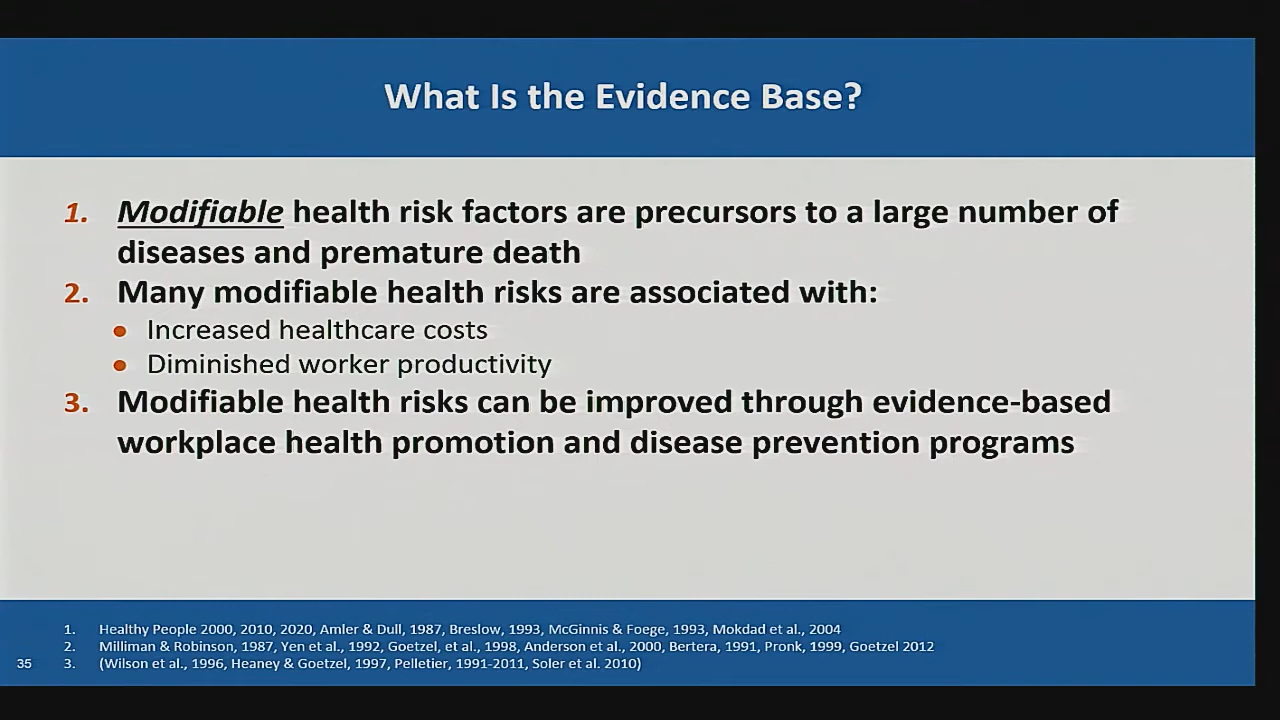 What Is the Evidence Base?
1. Modifiable health risk factors are precursors to a large number of
diseases and premature death
2. Many modifiable health risks are associated with:
• Increased healthcare costs
• Diminished worker productivity
3. Modifiable health risks can be improved through evidence-based
workplace health promotion and disease prevention programs
1. Healthy People 2000, 2010, 2020, Amler & Dull, 1987, Breslow, 1993, McGinnis & Foege, 1993, Mokdad et al., 2004
2. Milliman & Robinson, 1987, Yen et al., 1992, Goetzel, et al., 1998, Anderson et al., 2000, Bertera, 1991, Pronk, 1999, Goetzel 2012
35 3. (Wilson et al., 1996, Heaney & Goetzel, 1997, Pelletier, 1991-2011, Soler et al. 2010)